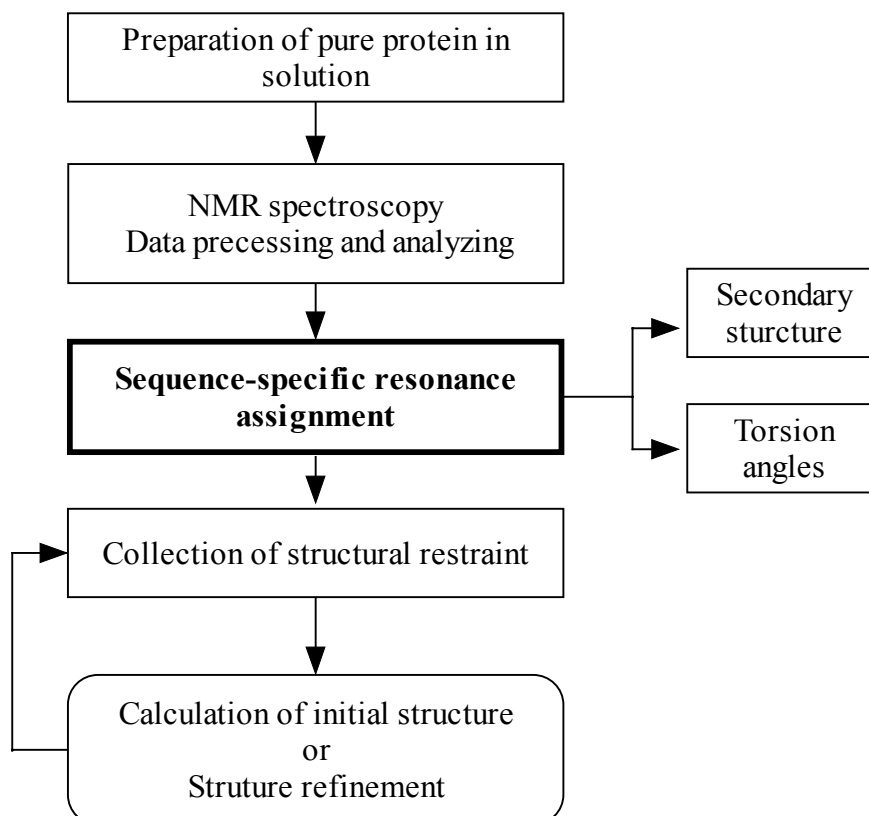 Preparation of pure protein in
solution
NMR spectroscopy
Data precessing and analyzing
Sequence-specific resonance
assignment
Secondary
sturcture
Torsion
angles
Collection of structural restraint
Calculation of initial structure
or
Struture refinement